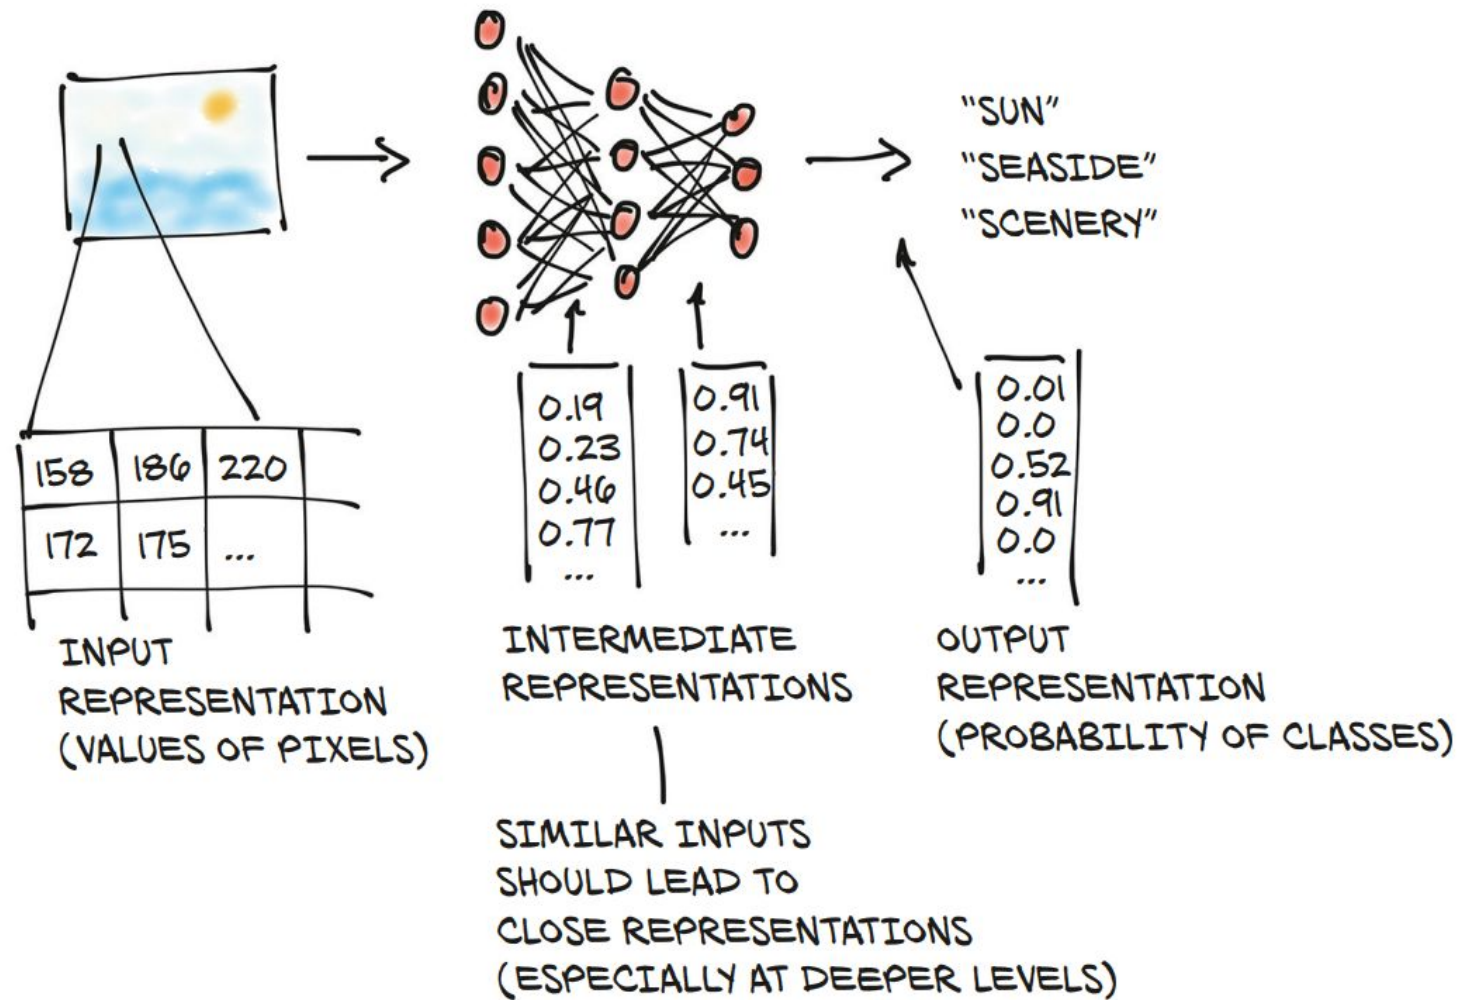 "SUN"
"SEASIDE"
"SCENERY"
158 186 220
172 175 ...
INPUT
REPRESENTATION
(VALUES OF PIXELS)
0.19
0.23
0.46
0.77
...
0.91
0.74
0.45
...
INTERMEDIATE
REPRESENTATIONS
SIMILAR INPUTS
SHOULD LEAD TO
CLOSE REPRESENTATIONS
(ESPECIALLY AT DEEPER LEVELS)
0.01
0.0
0.52
0.91
0.0
...
OUTPUT
REPRESENTATION
(PROBABILITY OF CLASSES)